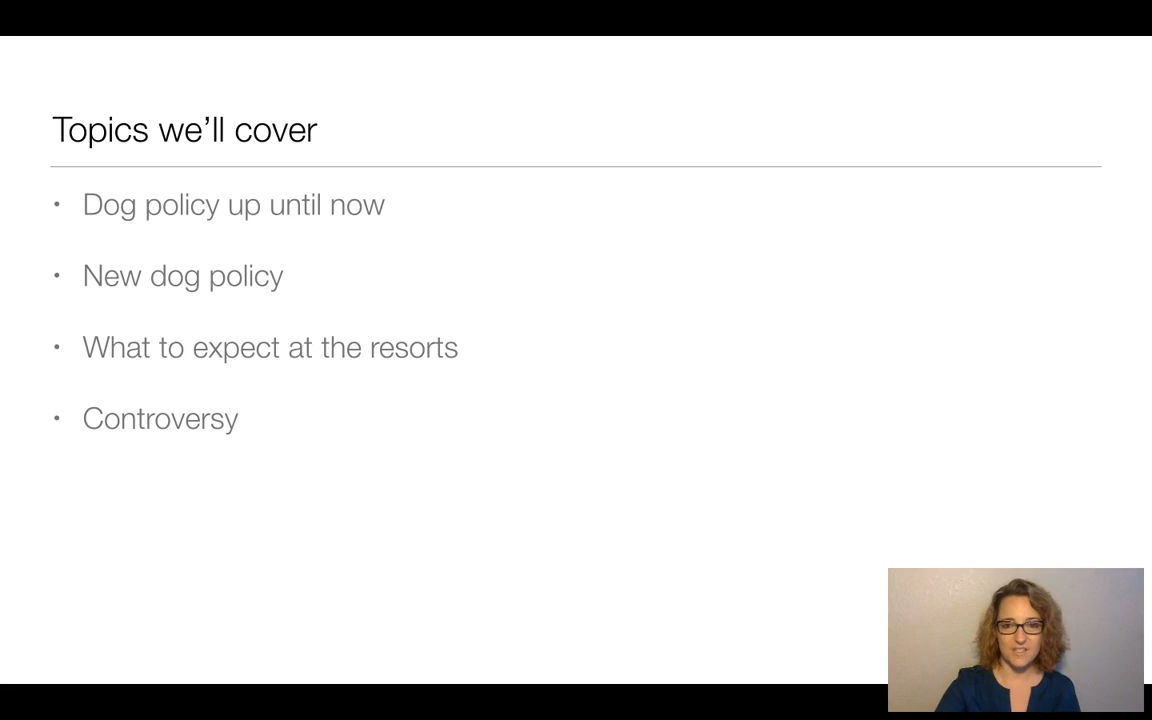 Topics we’ll cover
• Dog policy up until now
• New dog policy
• What to expect at the resorts
• Controversy